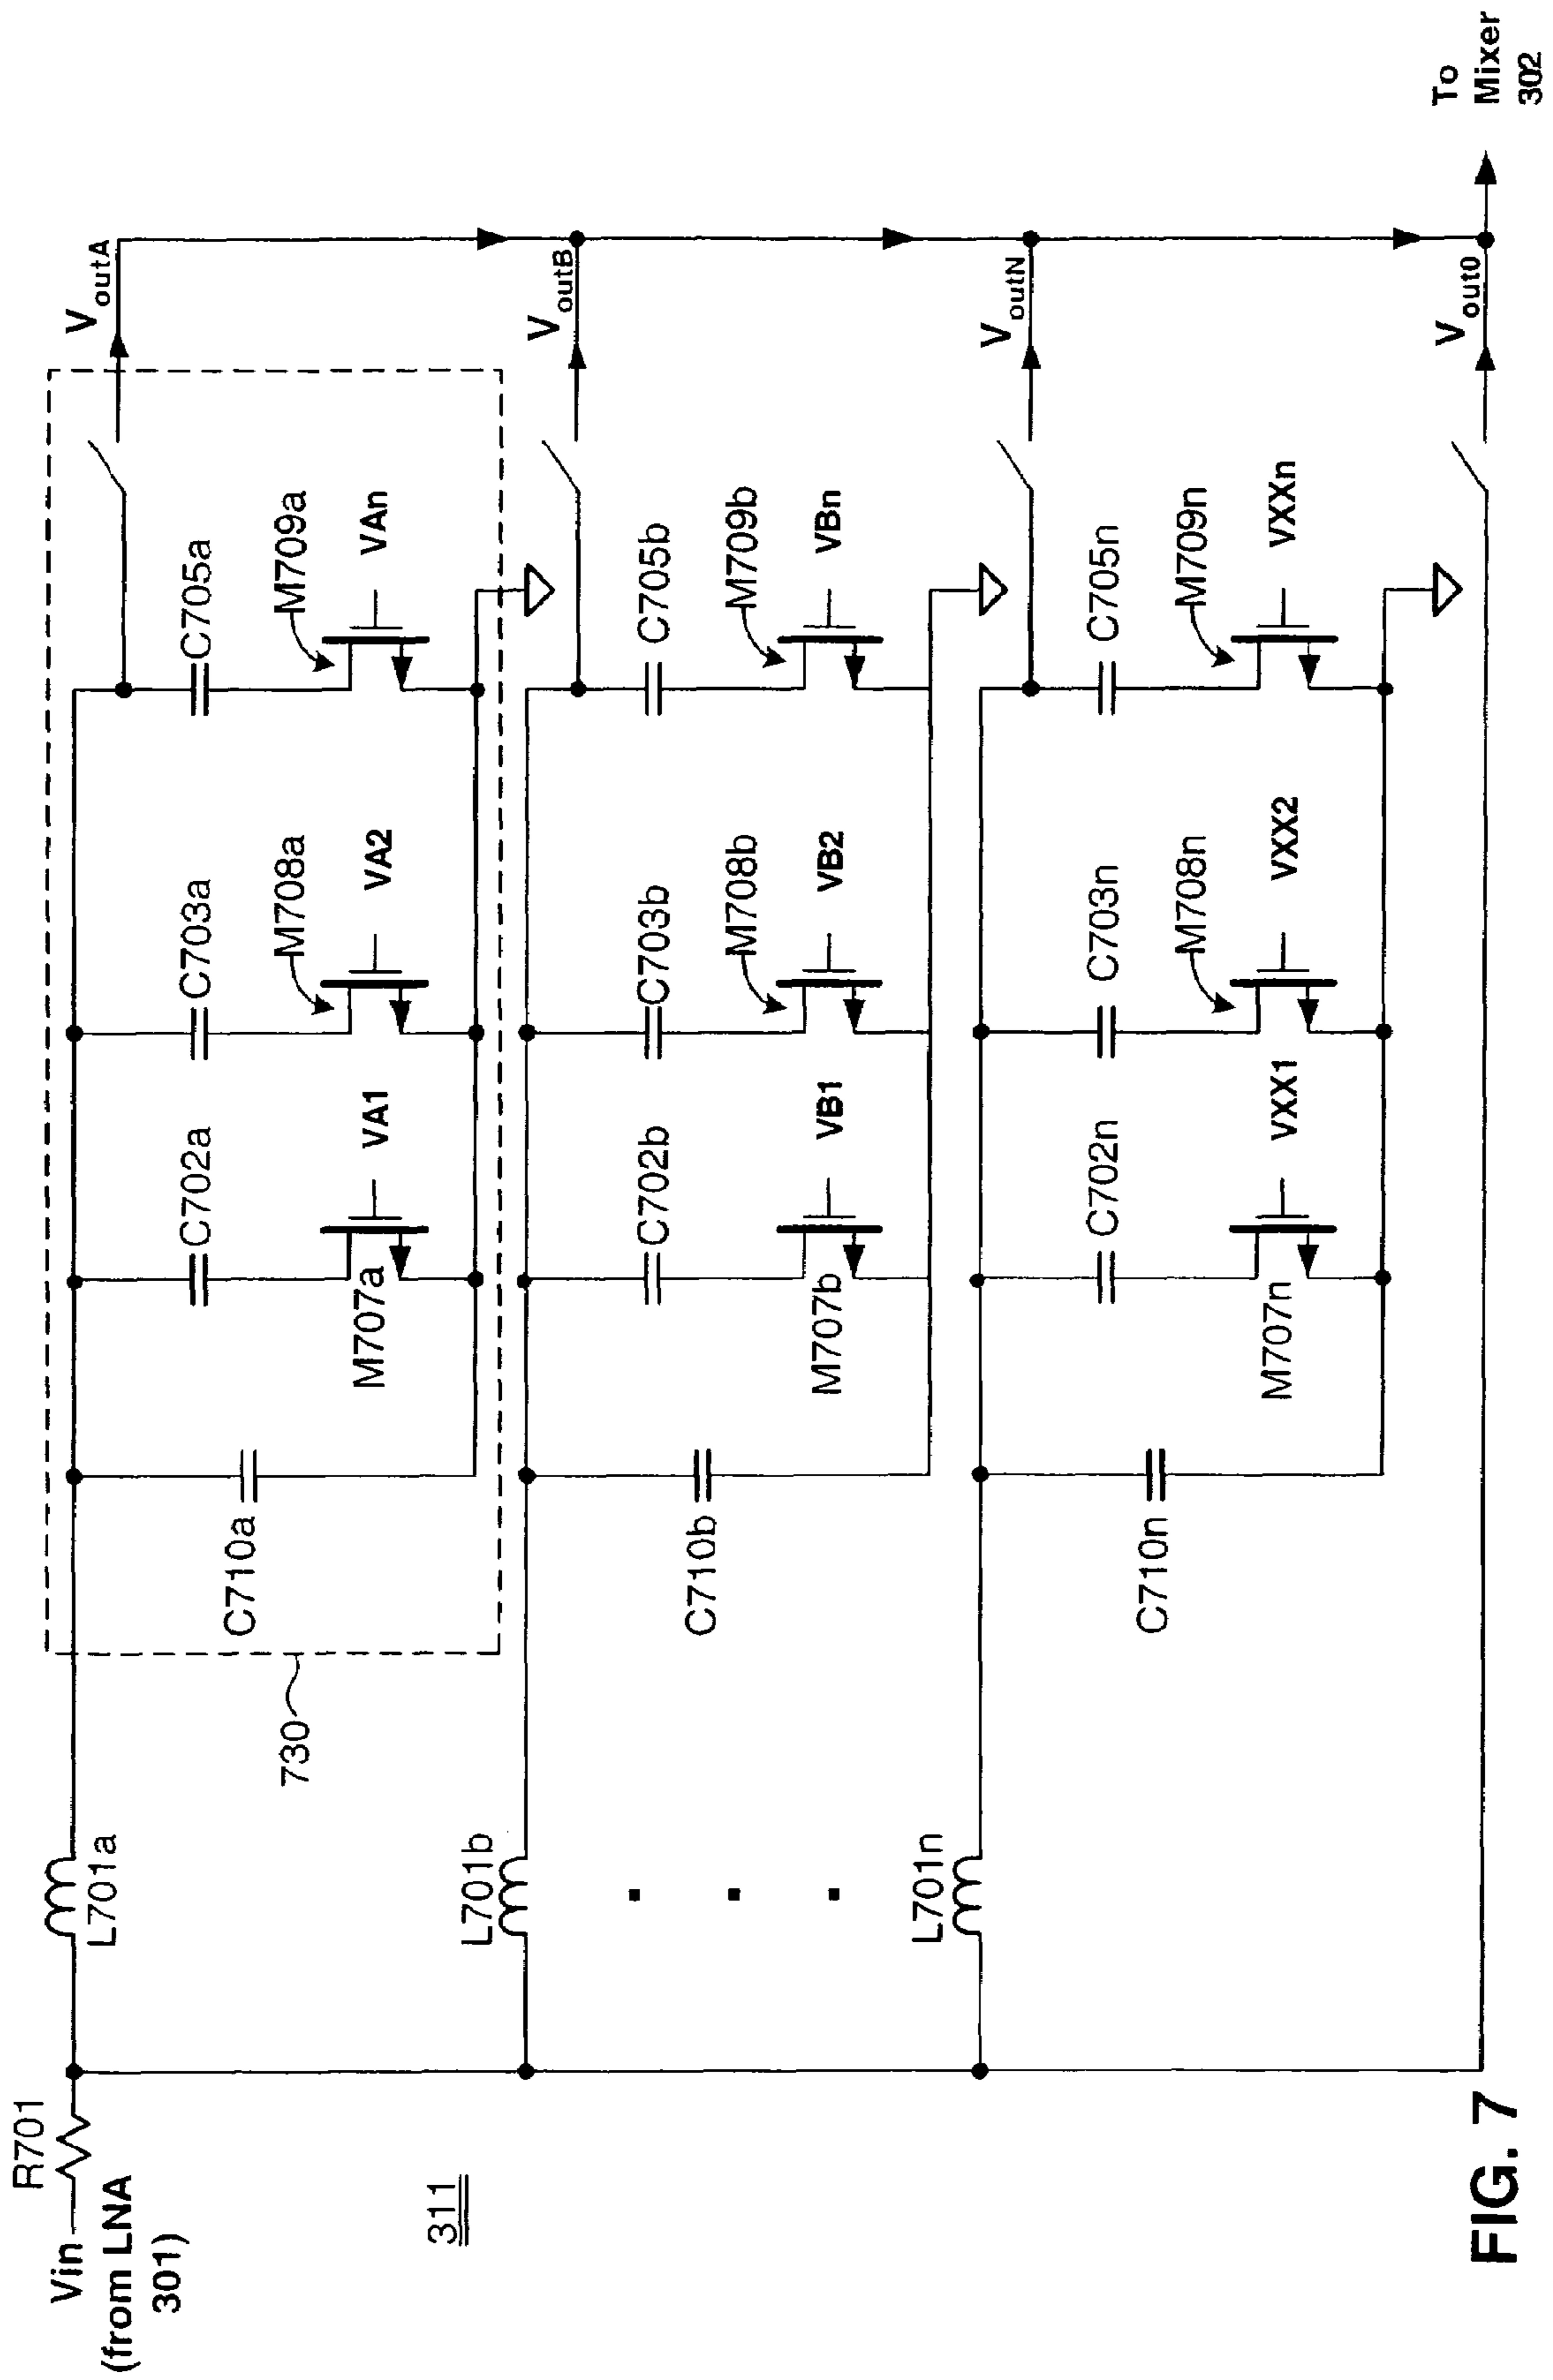 R701
Vin
(from LNA
301)
311
L701a
730
C710a
C702a
M707a
VA1
C703a
M708a
VA2
C705a
M709a
VAn
VoutA
L701b
C710b
C702b
M707b
VB1
C703b
M708b
VB2
C705b
M709b
VBn
VoutB
L701n
C710n
C702n
M707n
VXX1
C703n
M708n
VXX2
C705n
M709n
VXXn
VoutN
Vout0
To
Mixer
302
FIG. 7